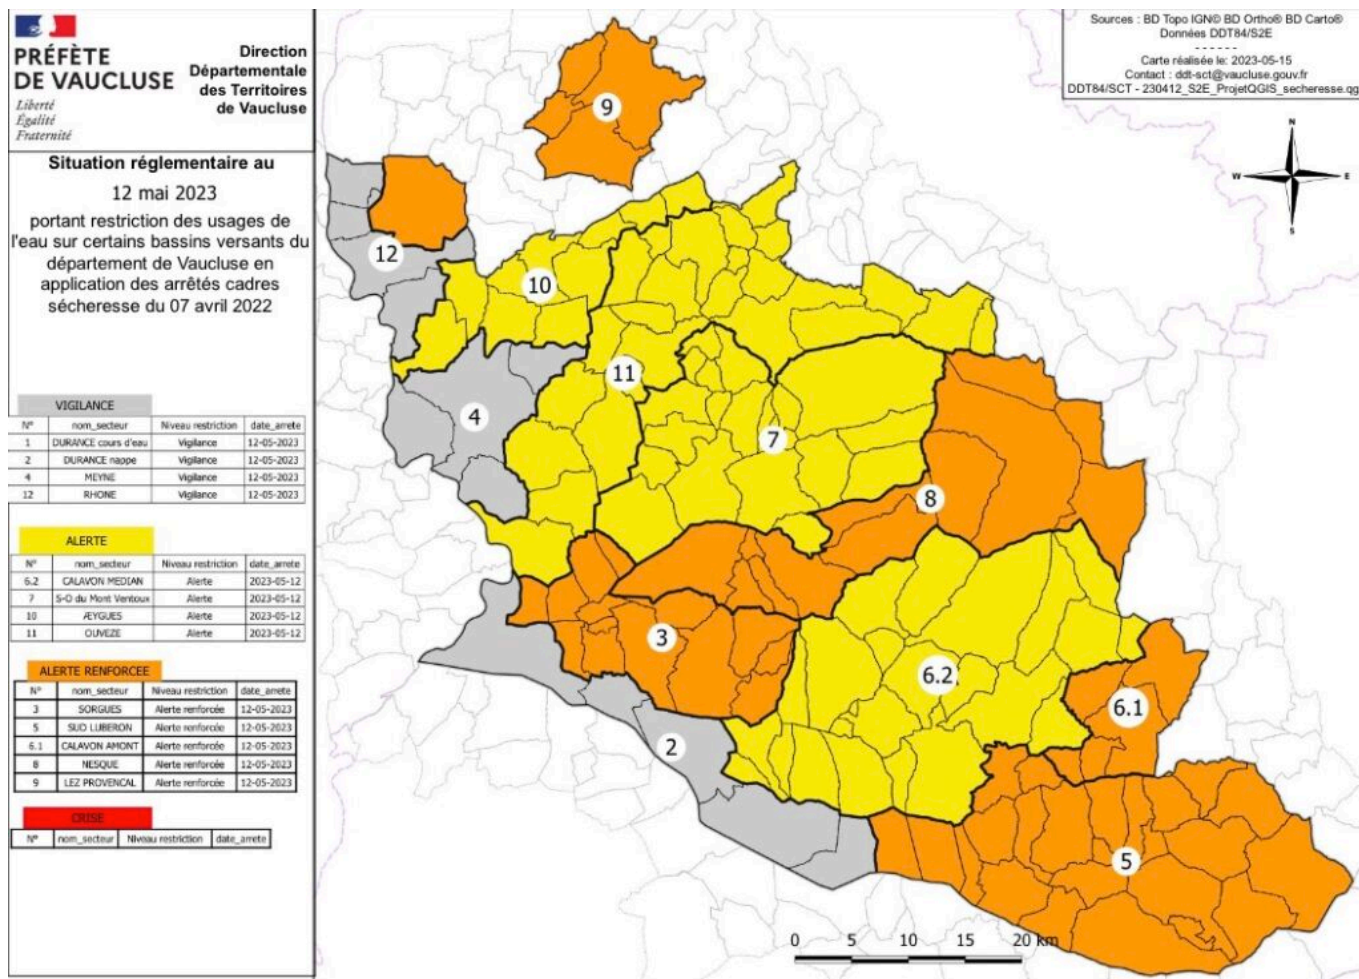 PRÉFÈTE
DE VAUCLUSE
Liberté
Égalité
Fraternité
Direction
Départementale
des Territoires
de Vaucluse
Situation réglementaire au
12 mai 2023
portant restriction des usages de
l'eau sur certains bassins versants du
département de Vaucluse en
application des arrêtés cadres
sécheresse du 07 avril 2022
VIGILANCE
N° nom_secteur Niveau restriction date_arrete
1 DURANCE cours d'eau Vigilance 12-05-2023
2 DURANCE nappe Vigilance 12-05-2023
4 MEYNE Vigilance 12-05-2023
12 RHONE Vigilance 12-05-2023
ALERTE
N° nom_secteur Niveau restriction date_arrete
6.2 CALAVON MEDIAN Alerte 2023-05-12
7 S-O du Mont Ventoux Alerte 2023-05-12
10 ÆYGUES Alerte 2023-05-12
11 OUVEZE Alerte 2023-05-12
ALERTE RENFORCEE
N° nom_secteur Niveau restriction date_arrete
3 SORGUES Alerte renforcée 12-05-2023
5 SUD LUBERON Alerte renforcée 12-05-2023
6.1 CALAVON AMONT Alerte renforcée 12-05-2023
8 NESQUE Alerte renforcée 12-05-2023
9 LEZ PROVENCAL Alerte renforcée 12-05-2023
CRISE
N° nom_secteur Niveau restriction date_arrete
Sources : BD Topo IGN© BD Ortho® BD Carto®
Données DDT84/S2E
- - - - - -
Carte réalisée le: 2023-05-15
Contact : ddt-sct@vaucluse.gouv.fr
DDT84/SCT - 230412_S2E_ProjetQGIS_secheresse.qg
N
W E
S
9
12
10
11
4
7
8
3
6.2
6.1
2
5
0 5 10 15 20 km